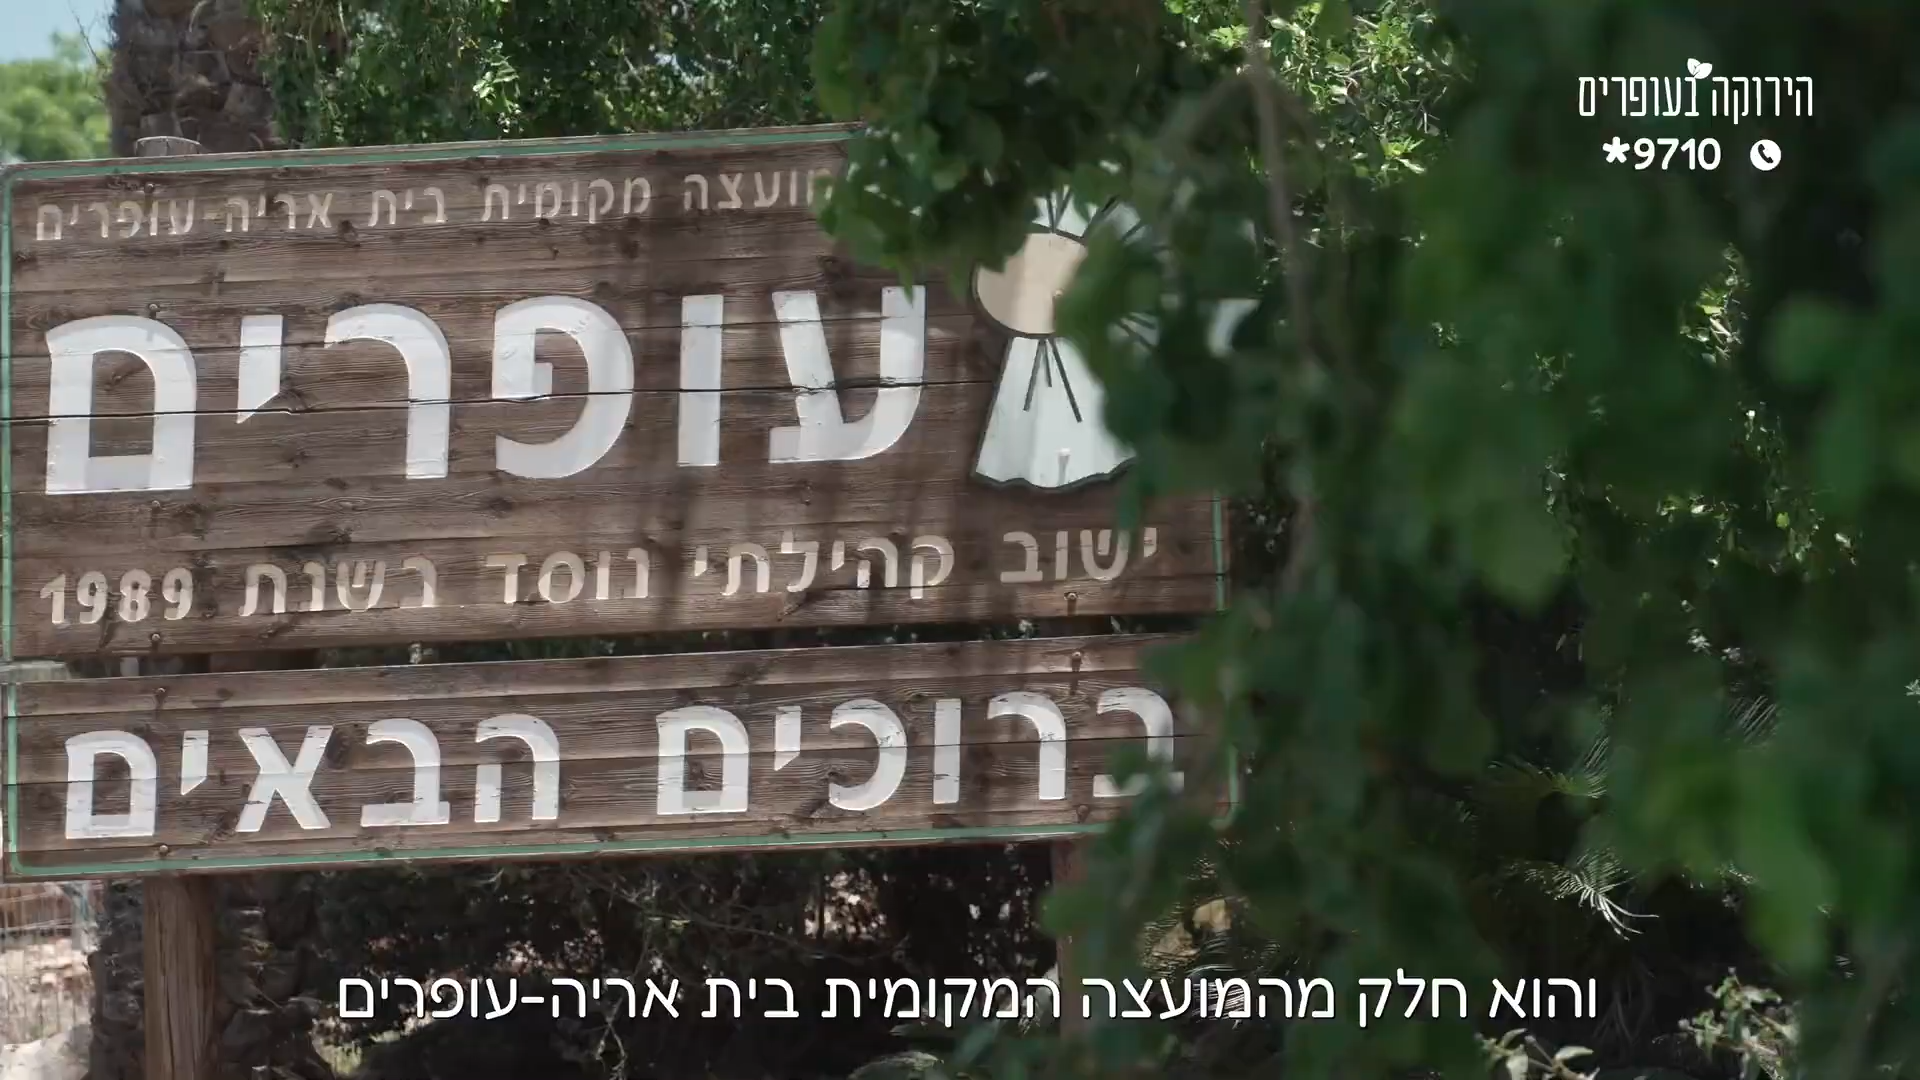 הירוקה בעופרים
*9710
מועצה מקומית בית אריה-עופרים
עופרים
ישוב קהילתי נוסד בשנת 1989
ברוכים הבאים
והוא חלק מהמועצה המקומית בית אריה-עופרים